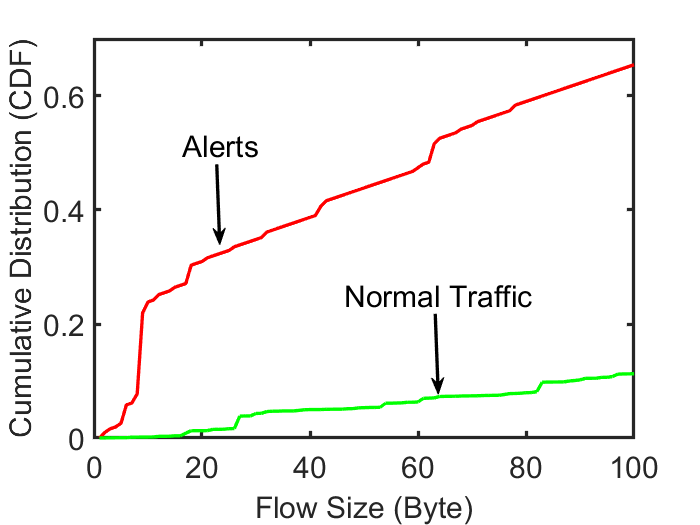 Cumulative Distribution (CDF)
0.6
0.4
0.2
0
Alerts
Normal Traffic
0 20 40 60 80 100
Flow Size (Byte)